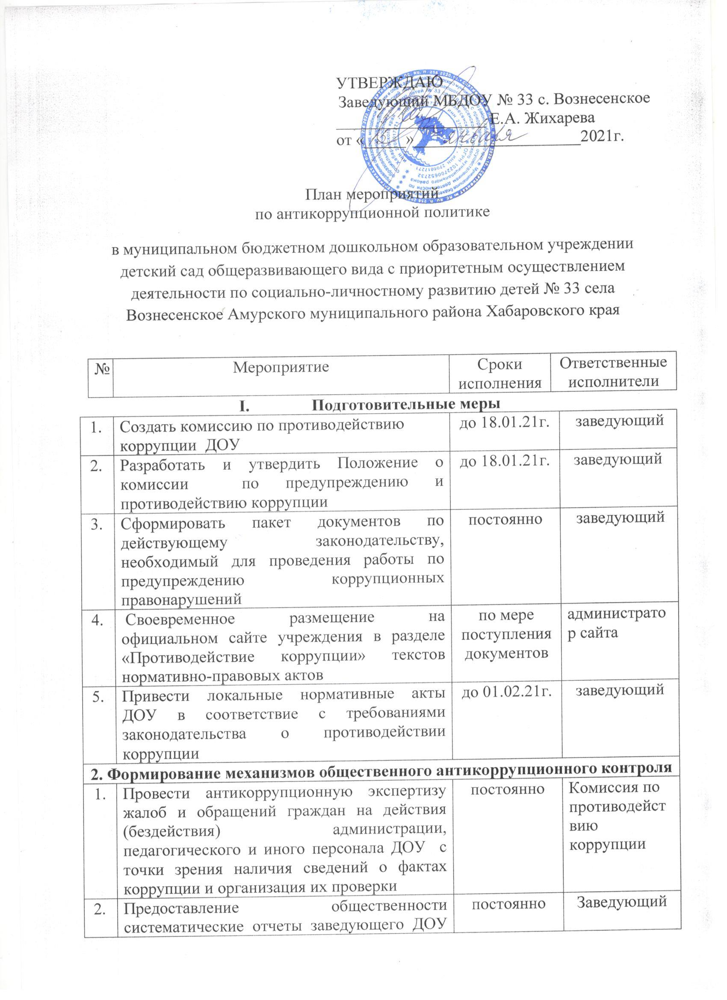 УТВЕРЖДАЮ
Заведующий МБДОУ № 33 с. Вознесенское
Е.А. Жихарева
от « » января 2021г.
План мероприятий
по антикоррупционной политике
в муниципальном бюджетном дошкольном образовательном учреждении
детский сад общеразвивающего вида с приоритетным осуществлением
деятельности по социально-личностному развитию детей № 33 села
Вознесенское Амурского муниципального района Хабаровского края
№ Мероприятие Сроки Ответственные
исполнения исполнители
I. Подготовительные меры
1. Создать комиссию по противодействию до 18.01.21г. заведующий
коррупции ДОУ
2. Разработать и утвердить Положение о до 18.01.21г. заведующий
комиссии по предупреждению и
противодействию коррупции
3. Сформировать пакет документов по постоянно заведующий
действующему законодательству,
необходимый для проведения работы по
предупреждению коррупционных
правонарушений
4. Своевременное размещение на по мере администрато
официальном сайте учреждения в разделе поступления р сайта
«Противодействие коррупции» текстов документов
нормативно-правовых актов
5. Привести локальные нормативные акты до 01.02.21г. заведующий
ДОУ в соответствие с требованиями
законодательства о противодействии
коррупции
2. Формирование механизмов общественного антикоррупционного контроля
1. Провести антикоррупционную экспертизу постоянно Комиссия по
жалоб и обращений граждан на действия противодейст
(бездействия) администрации, вию
педагогического и иного персонала ДОУ с коррупции
точки зрения наличия сведений о фактах
коррупции и организация их проверки
2. Предоставление общественности постоянно Заведующий
систематические отчеты заведующего ДОУ